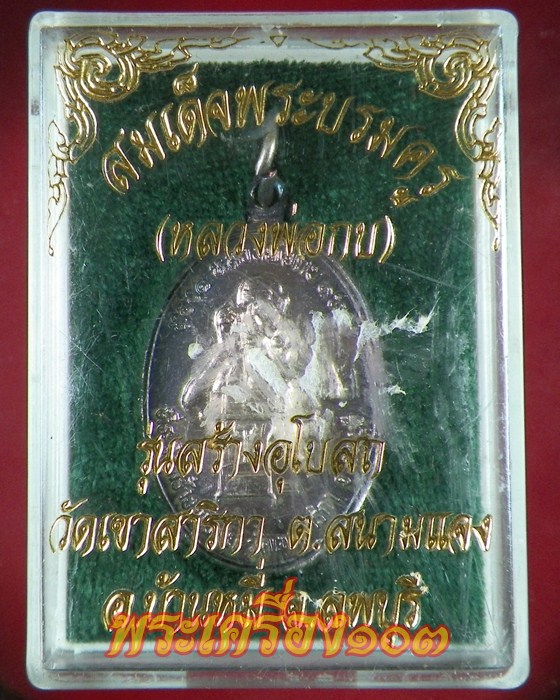 สมเด็จพระบรมครู
(หลวงพ่อกบ)
รุ่นสร้างอุโบสถ
วัดเขาสาริกา ต.สนามแจง
อ.บ้านหมี่ จ.ลพบุรี
พระเครื่อง๑๐๓